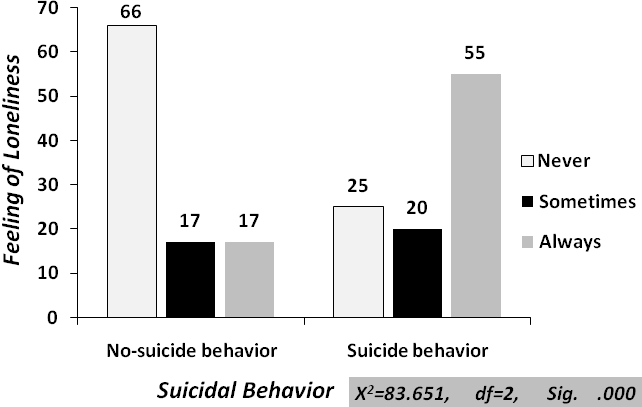 70
60
50
40
30
20
10
0
Feeling of Loneliness
66
17
17
25
20
55
Never
Sometimes
Always
No-suicide behavior
Suicide behavior
Suicidal Behavior
X²=83.651, df=2, Sig. .000